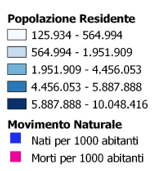 Popolazione Residente
125.934 - 564.994
564.994 - 1.951.909
1.951.909 - 4.456.053
4.456.053 - 5.887.888
5.887.888 - 10.048.416
Movimento Naturale
Nati per 1000 abitanti
Morti per 1000 abitanti